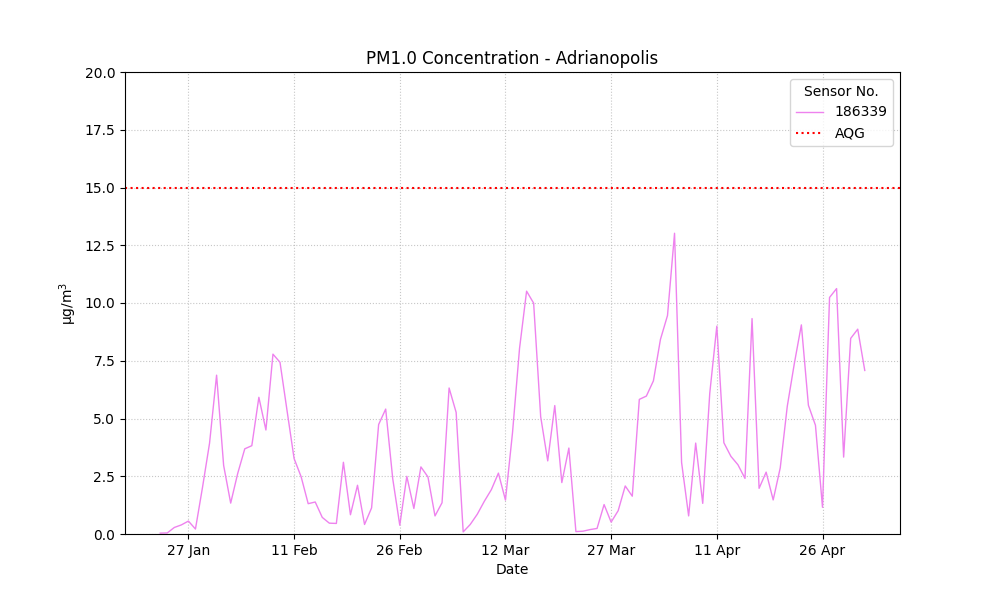 PM1.0 Concentration - Adrianopolis
20.0
17.5
15.0
12.5
10.0
7.5
5.0
2.5
0.0
µg/m³
Sensor No.
186339
AQG
27 Jan
11 Feb
26 Feb
12 Mar
27 Mar
11 Apr
26 Apr
Date